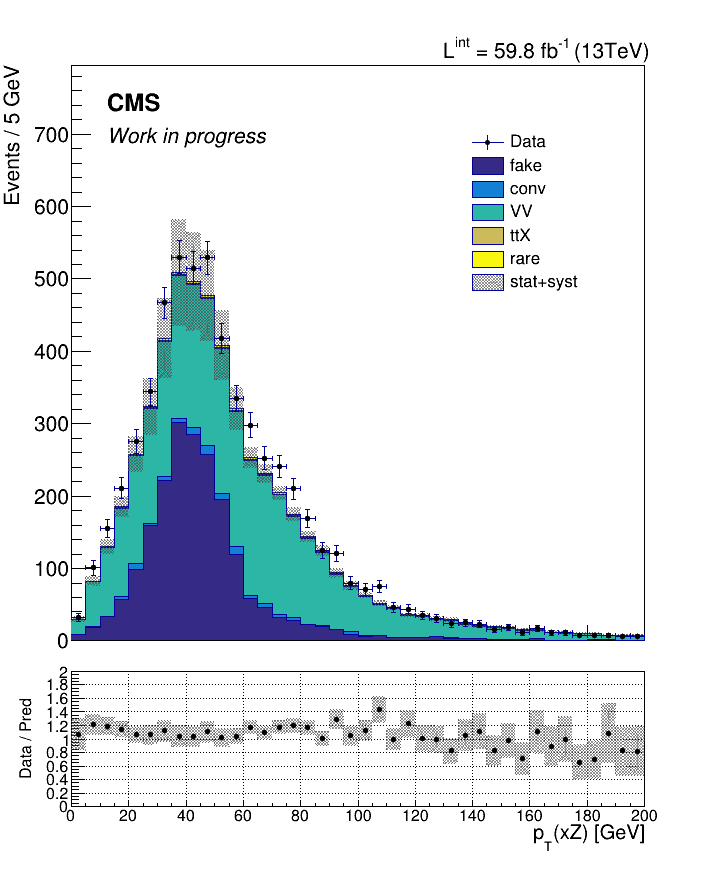 L^int = 59.8 fb^-1 (13TeV)
Events / 5 GeV
CMS
Work in progress
700
600
500
400
300
200
100
0
Data
fake
conv
VV
ttX
rare
stat+syst
Data / Pred
2
1.8
1.6
1.4
1.2
1
0.8
0.6
0.4
0.2
0
0 20 40 60 80 100 120 140 160 180 200
p_T(xZ) [GeV]